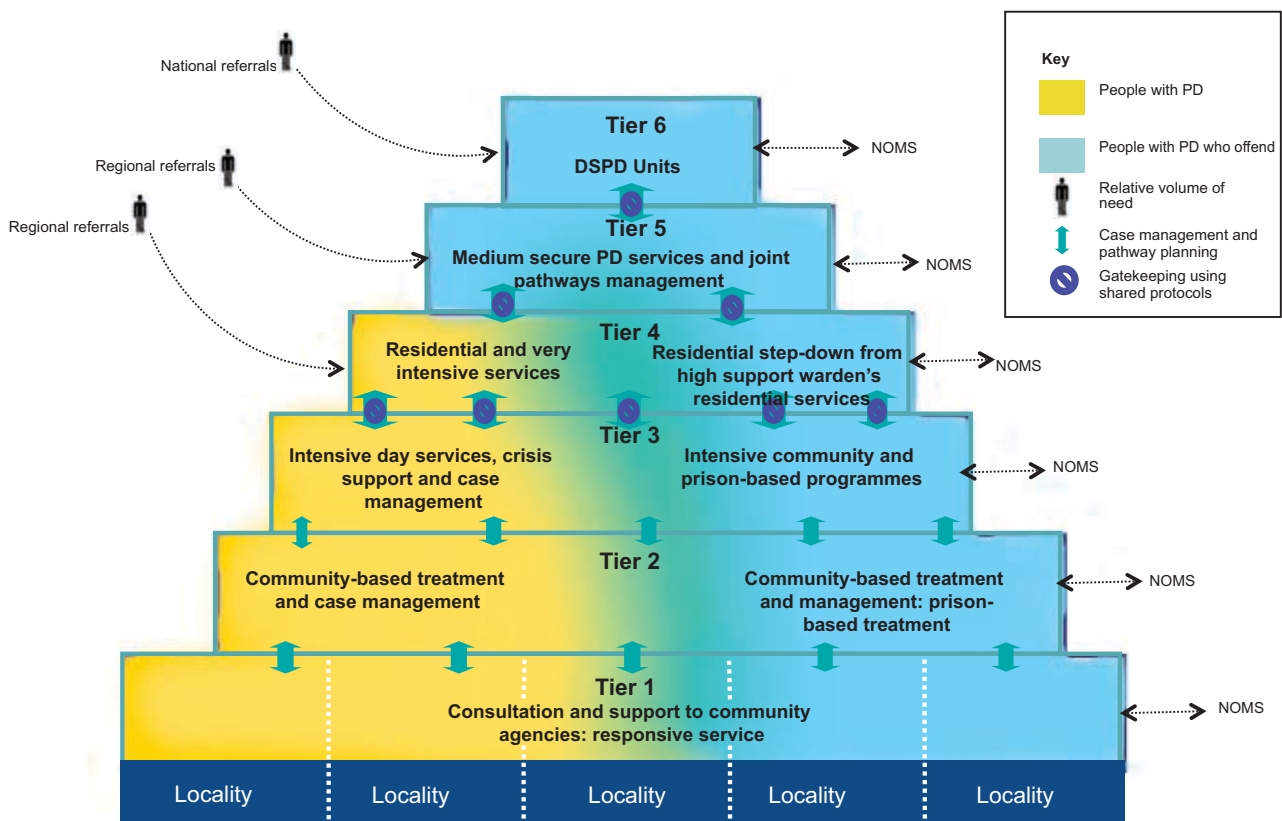 National referrals
Regional referrals
Regional referrals
Tier 6
DSPD Units
NOMS
Tier 5
Medium secure PD services and joint
pathways management
NOMS
Tier 4
Residential and very
intensive services
Residential step-down from
high support warden's
residential services
NOMS
Tier 3
Intensive day services, crisis
support and case
management
Intensive community and
prison-based programmes
NOMS
Tier 2
Community-based treatment
and case management
Community-based treatment
and management: prison-
based treatment
NOMS
Tier 1
Consultation and support to community
agencies: responsive service
NOMS
Locality
Locality
Locality
Locality
Locality
Key
People with PD
People with PD who offend
Relative volume of
need
Case management and
pathway planning
Gatekeeping using
shared protocols